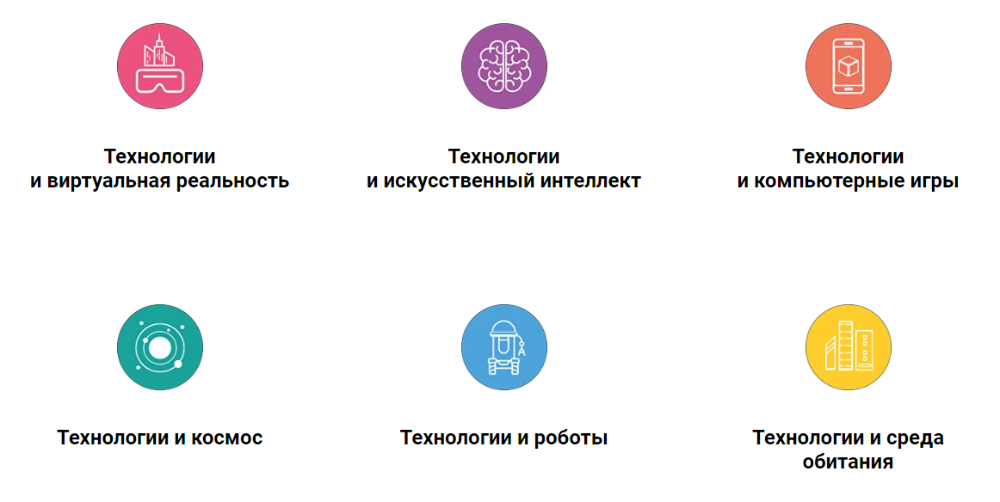 Технологии
и виртуальная реальность
Технологии
и искусственный интеллект
Технологии
и компьютерные игры
Технологии и космос
Технологии и роботы
Технологии и среда
обитания